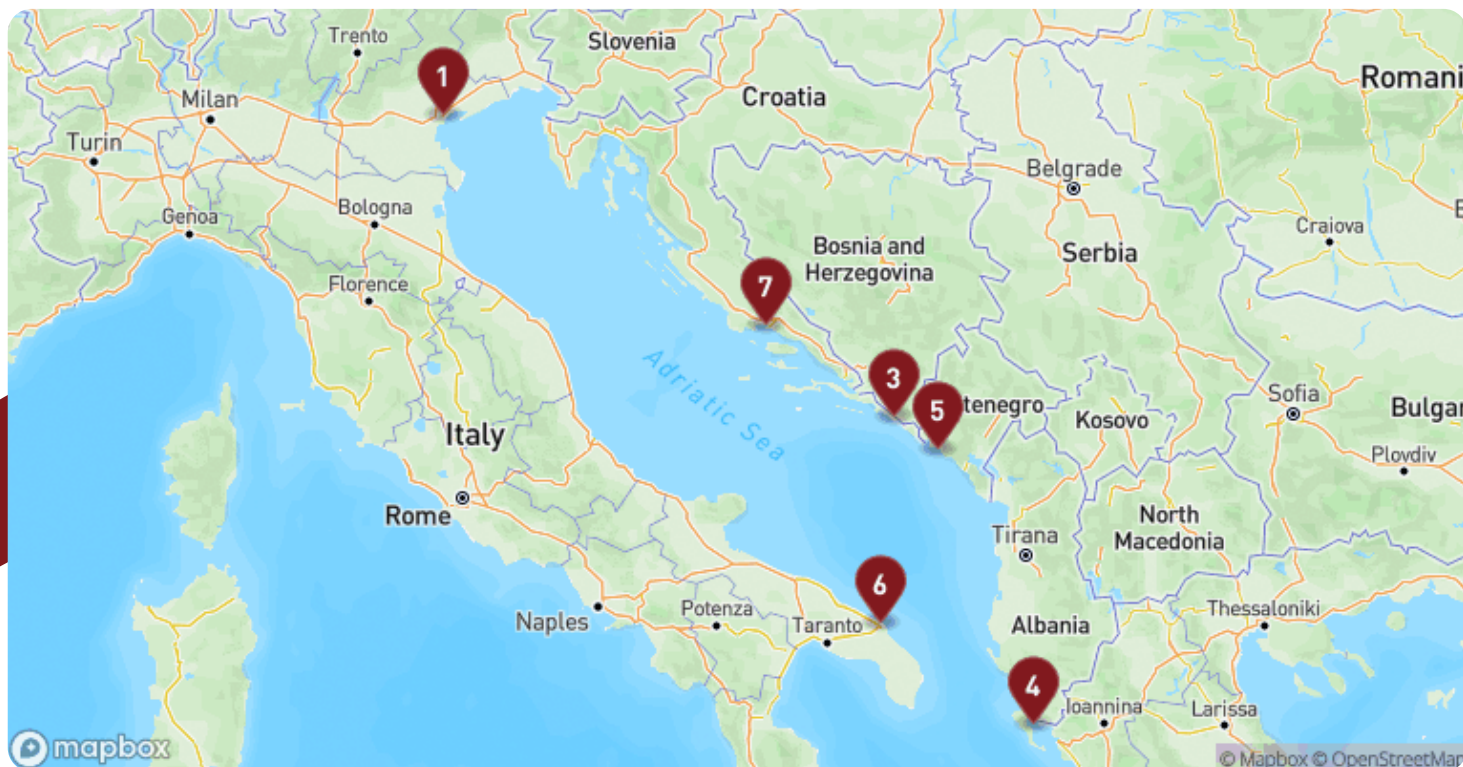 Trento
Slovenia
1
Croatia
Romani
Milan
Turin
Belgrade
Genoa
Bologna
Craiova
Bosnia and
Herzegovina
Serbia
Florence
7
Adriatic Sea
3
5
tenegro
Kosovo
Sofia
Bulgar
Italy
Plovdiv
Rome
North
Macedonia
Tirana
6
Naples
Potenza
Taranto
Albania
Thessaloniki
4
Ioannina
Larissa
mapbox
© Mapbox © OpenStreetMap